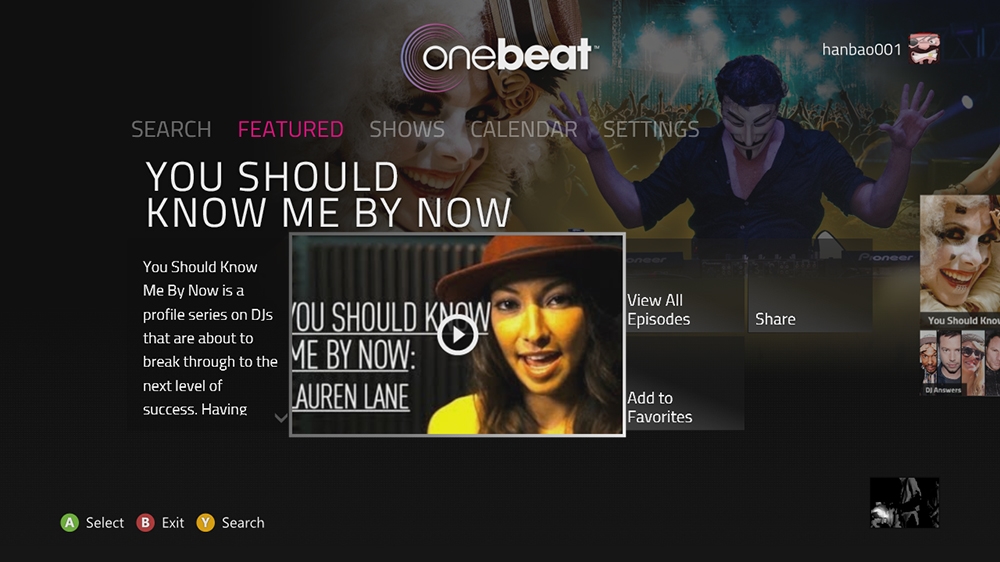 onebeat™
hanbao001
SEARCH FEATURED SHOWS CALENDAR SETTINGS
YOU SHOULD
KNOW ME BY NOW
You Should Know
Me By Now is a
profile series on DJs
that are about to
break through to the
next level of
success. Having
YOU SHOULD KNOW
ME BY NOW:
LAUREN LANE
View All
Episodes
Share
Add to
Favorites
Pioneer
You Should Know
DJ Answers
A Select B Exit Y Search